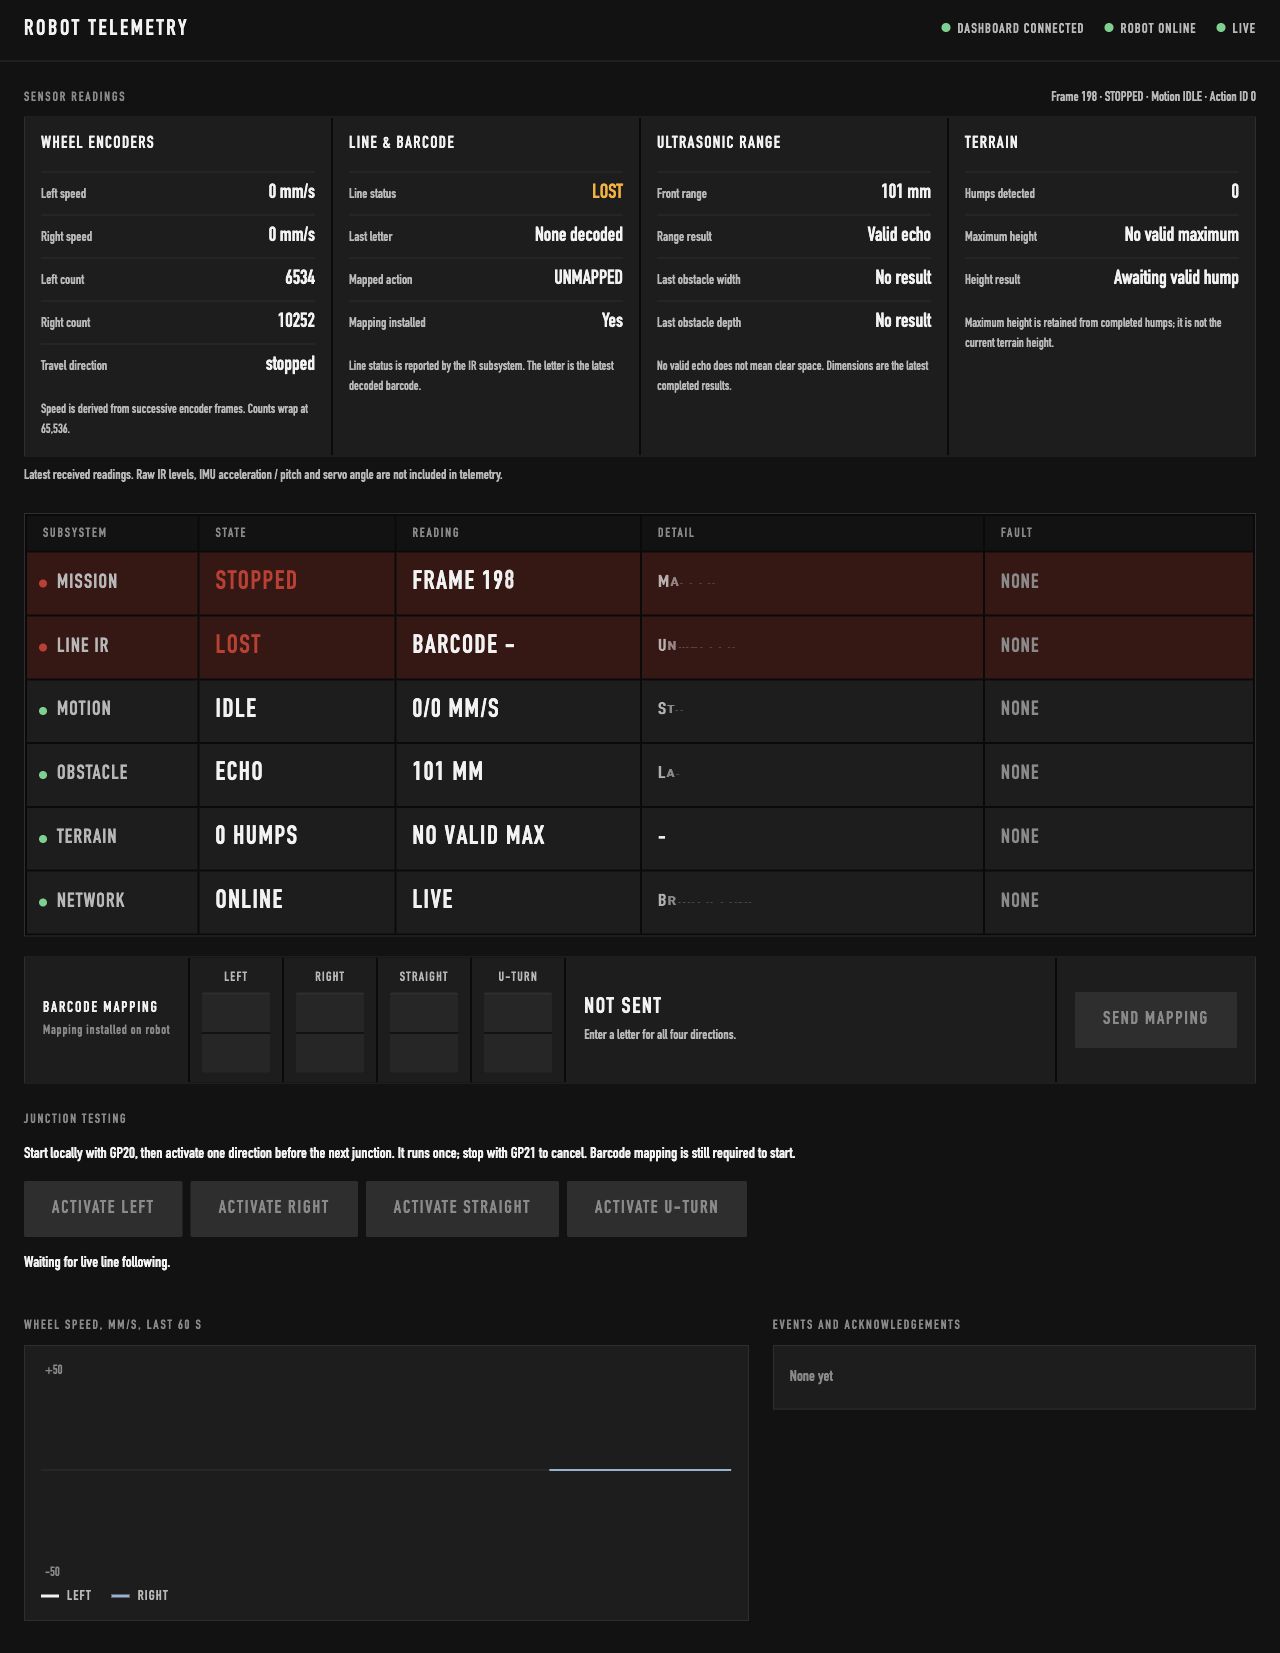 ROBOT TELEMETRY
DASHBOARD CONNECTED
ROBOT ONLINE
LIVE
SENSOR READINGS
Frame 198 · STOPPED · Motion IDLE · Action ID 0
WHEEL ENCODERS
Left speed 0 mm/s
Right speed 0 mm/s
Left count 6534
Right count 10252
Travel direction stopped
Speed is derived from successive encoder frames. Counts wrap at
65,536.
LINE & BARCODE
Line status LOST
Last letter None decoded
Mapped action UNMAPPED
Mapping installed Yes
Line status is reported by the IR subsystem. The letter is the latest
decoded barcode.
ULTRASONIC RANGE
Front range 101 mm
Range result Valid echo
Last obstacle width No result
Last obstacle depth No result
No valid echo does not mean clear space. Dimensions are the latest
completed results.
TERRAIN
Humps detected 0
Maximum height No valid maximum
Height result Awaiting valid hump
Maximum height is retained from completed humps; it is not the
current terrain height.
Latest received readings. Raw IR levels, IMU acceleration / pitch and servo angle are not included in telemetry.
SUBSYSTEM STATE READING DETAIL FAULT
MISSION STOPPED FRAME 198 MA NONE
LINE IR LOST BARCODE - UN NONE
MOTION IDLE 0/0 MM/S ST NONE
OBSTACLE ECHO 101 MM LA NONE
TERRAIN 0 HUMPS NO VALID MAX - NONE
NETWORK ONLINE LIVE BR NONE
BARCODE MAPPING
Mapping installed on robot
LEFT
RIGHT
STRAIGHT
U-TURN
NOT SENT
Enter a letter for all four directions.
SEND MAPPING
JUNCTION TESTING
Start locally with GP20, then activate one direction before the next junction. It runs once; stop with GP21 to cancel. Barcode mapping is still required to start.
ACTIVATE LEFT
ACTIVATE RIGHT
ACTIVATE STRAIGHT
ACTIVATE U-TURN
Waiting for live line following.
WHEEL SPEED, MM/S, LAST 60 S
+50
-50
LEFT
RIGHT
EVENTS AND ACKNOWLEDGEMENTS
None yet